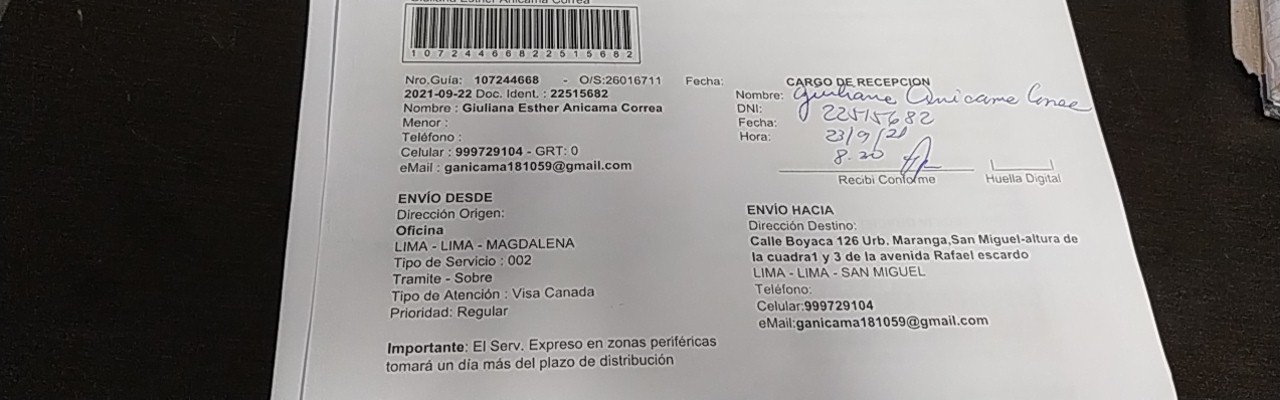 Giuliana Esther Anicama Correa
10724466822515682
Nro,Guía: 107244668 - O/S:26016711 Fecha:
2021-09-22 Doc. Ident. : 22515682
Nombre : Giuliana Esther Anicama Correa
Menor :
Teléfono :
Celular : 999729104 - GRT: 0
eMail : ganicama181059@gmail.com
CARGO DE RECEPCION
Nombre: Giuliana Anicama Correa
DNI: 22515682
Fecha: 23/9/21
Hora: 8.30
Recibi Conforme
Huella Digital
ENVÍO DESDE
Dirección Origen:
Oficina
LIMA - LIMA - MAGDALENA
Tipo de Servicio : 002
Tramite - Sobre
Tipo de Atención : Visa Canada
Prioridad: Regular
ENVÍO HACIA
Dirección Destino:
Calle Boyaca 126 Urb. Maranga,San Miguel-altura de
la cuadra1 y 3 de la avenida Rafael escardo
LIMA - LIMA - SAN MIGUEL
Teléfono:
Celular:999729104
eMail:ganicama181059@gmail.com
Importante: El Serv. Expreso en zonas periféricas
tomará un día más del plazo de distribución